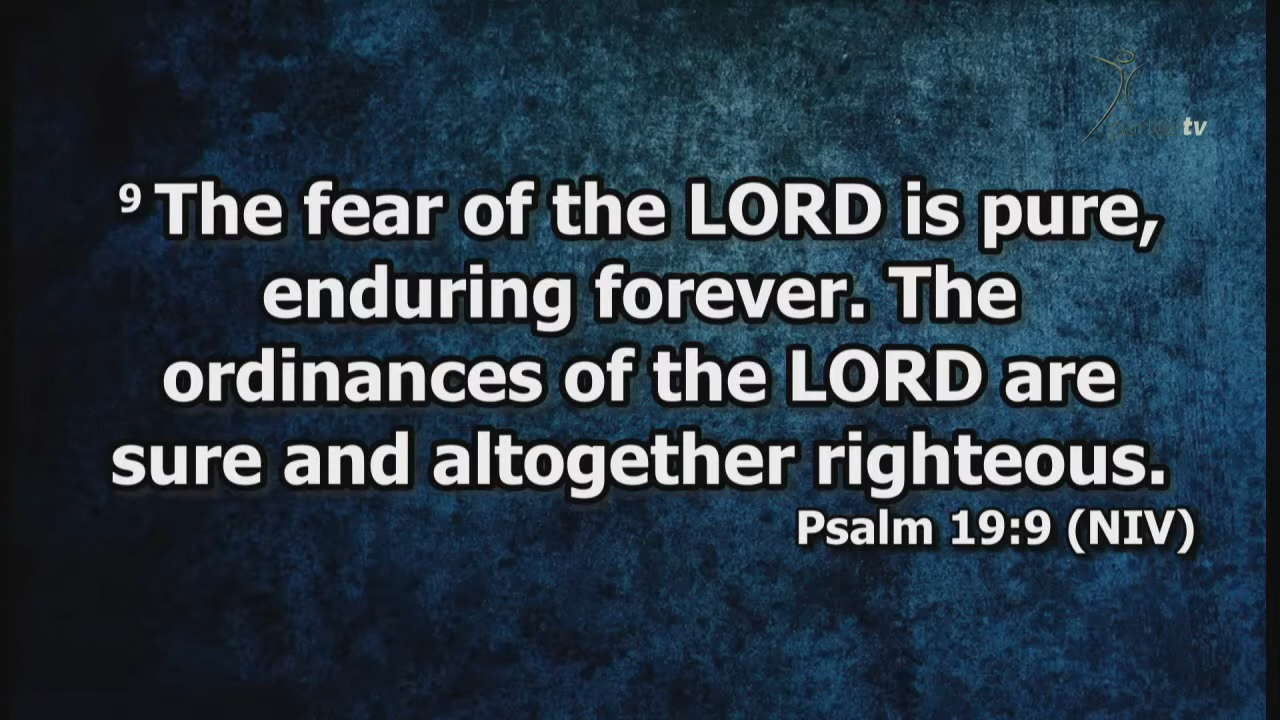 9 The fear of the LORD is pure,
enduring forever. The
ordinances of the LORD are
sure and altogether righteous.
Psalm 19:9 (NIV)
tv